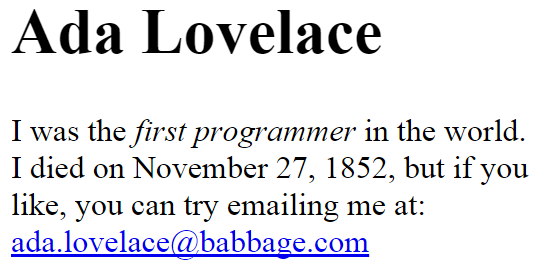 Ada Lovelace
I was the first programmer in the world.
I died on November 27, 1852, but if you
like, you can try emailing me at:
ada.lovelace@babbage.com